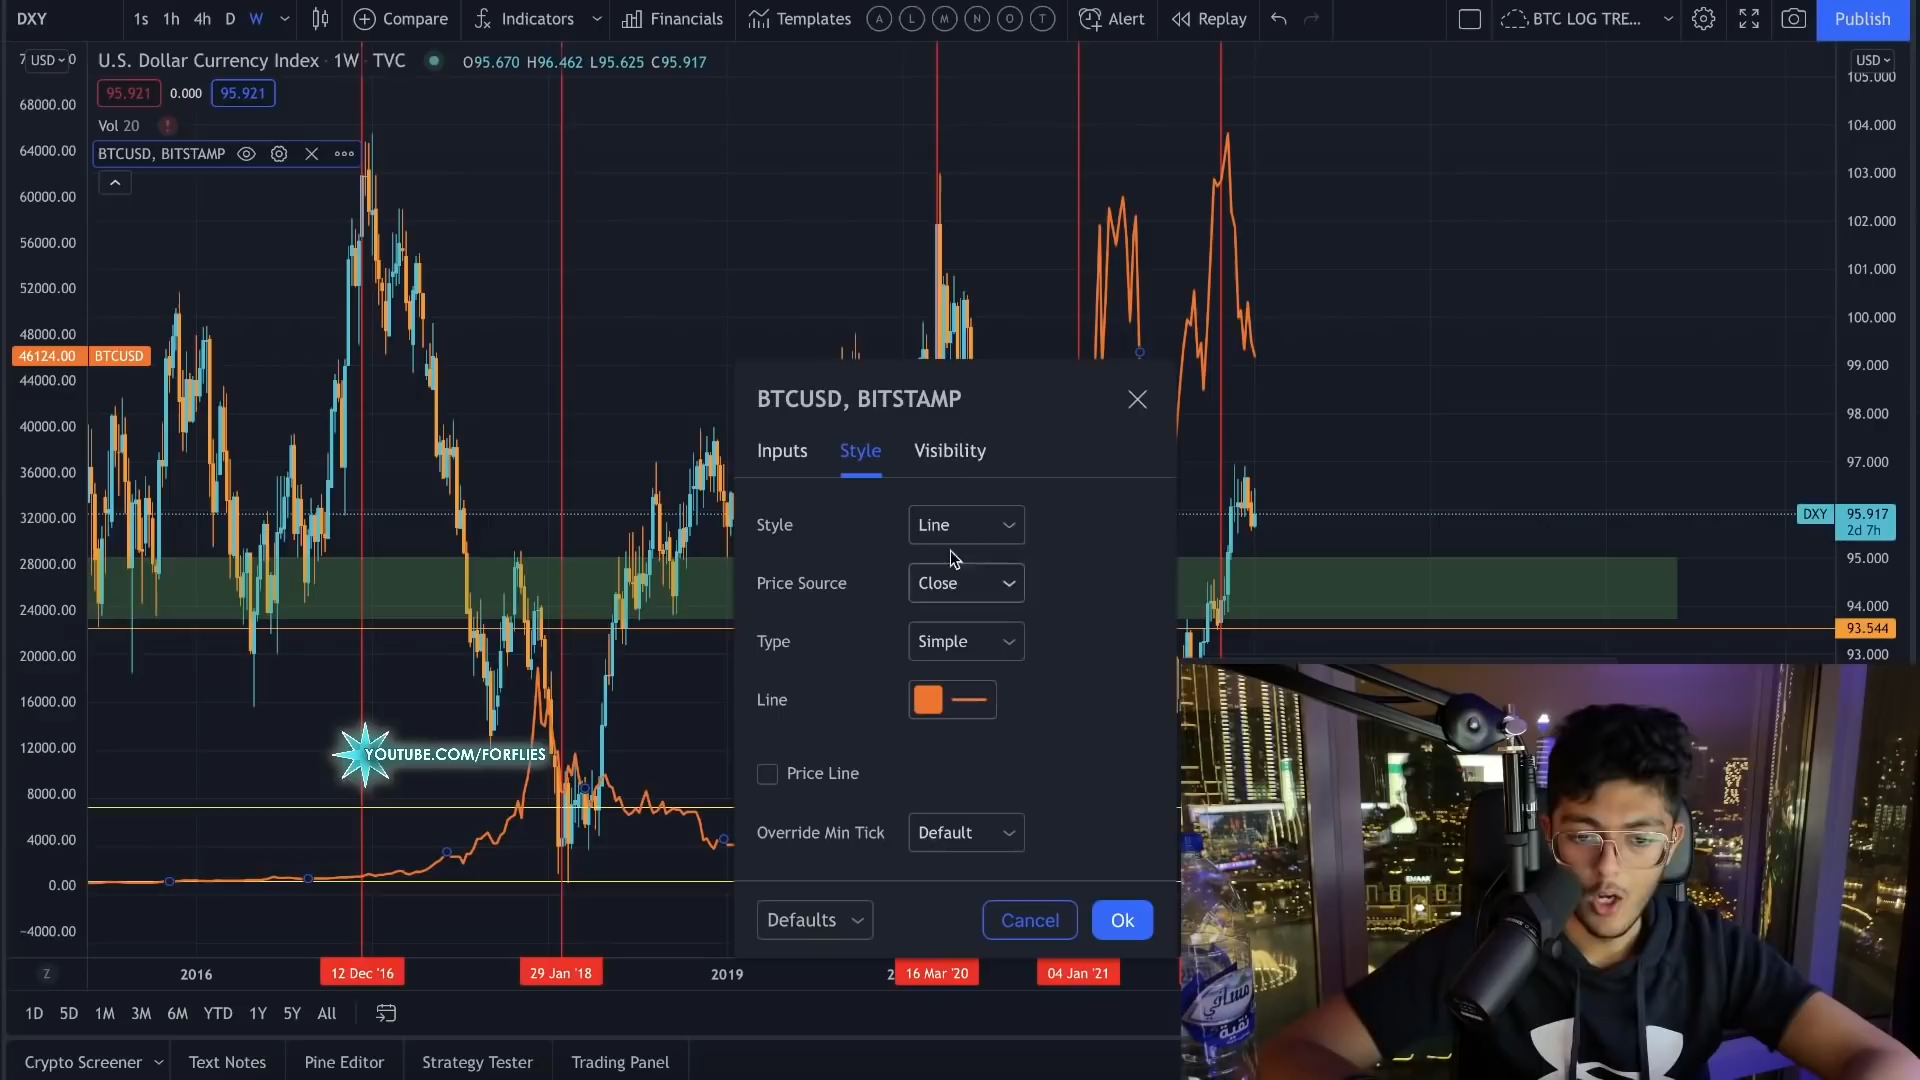 DXY 1s 1h 4h D W Compare Indicators Financials Templates A L M N O T Alert Replay BTC LOG TRE... Publish
USD
U.S. Dollar Currency Index · 1W · TVC O95.670 H96.462 L95.625 C95.917
USD
95.921 0.000 95.921
Vol 20
BTCUSD, BITSTAMP
68000.00
64000.00
60000.00
56000.00
52000.00
48000.00
46124.00 BTCUSD
44000.00
40000.00
36000.00
32000.00
28000.00
24000.00
20000.00
16000.00
12000.00
8000.00
4000.00
0.00
−4000.00
105.000
104.000
103.000
102.000
101.000
100.000
99.000
98.000
97.000
DXY 95.917
2d 7h
95.000
94.000
93.544
93.000
BTCUSD, BITSTAMP
Inputs Style Visibility
Style Line
Price Source Close
Type Simple
Line
Price Line
Override Min Tick Default
Defaults Cancel Ok
YOUTUBE.COM/FORFLIES
Z 2016 12 Dec '16 29 Jan '18 2019 2 16 Mar '20 04 Jan '21
1D 5D 1M 3M 6M YTD 1Y 5Y All
Crypto Screener Text Notes Pine Editor Strategy Tester Trading Panel
EMAAR
مسافي
نقية